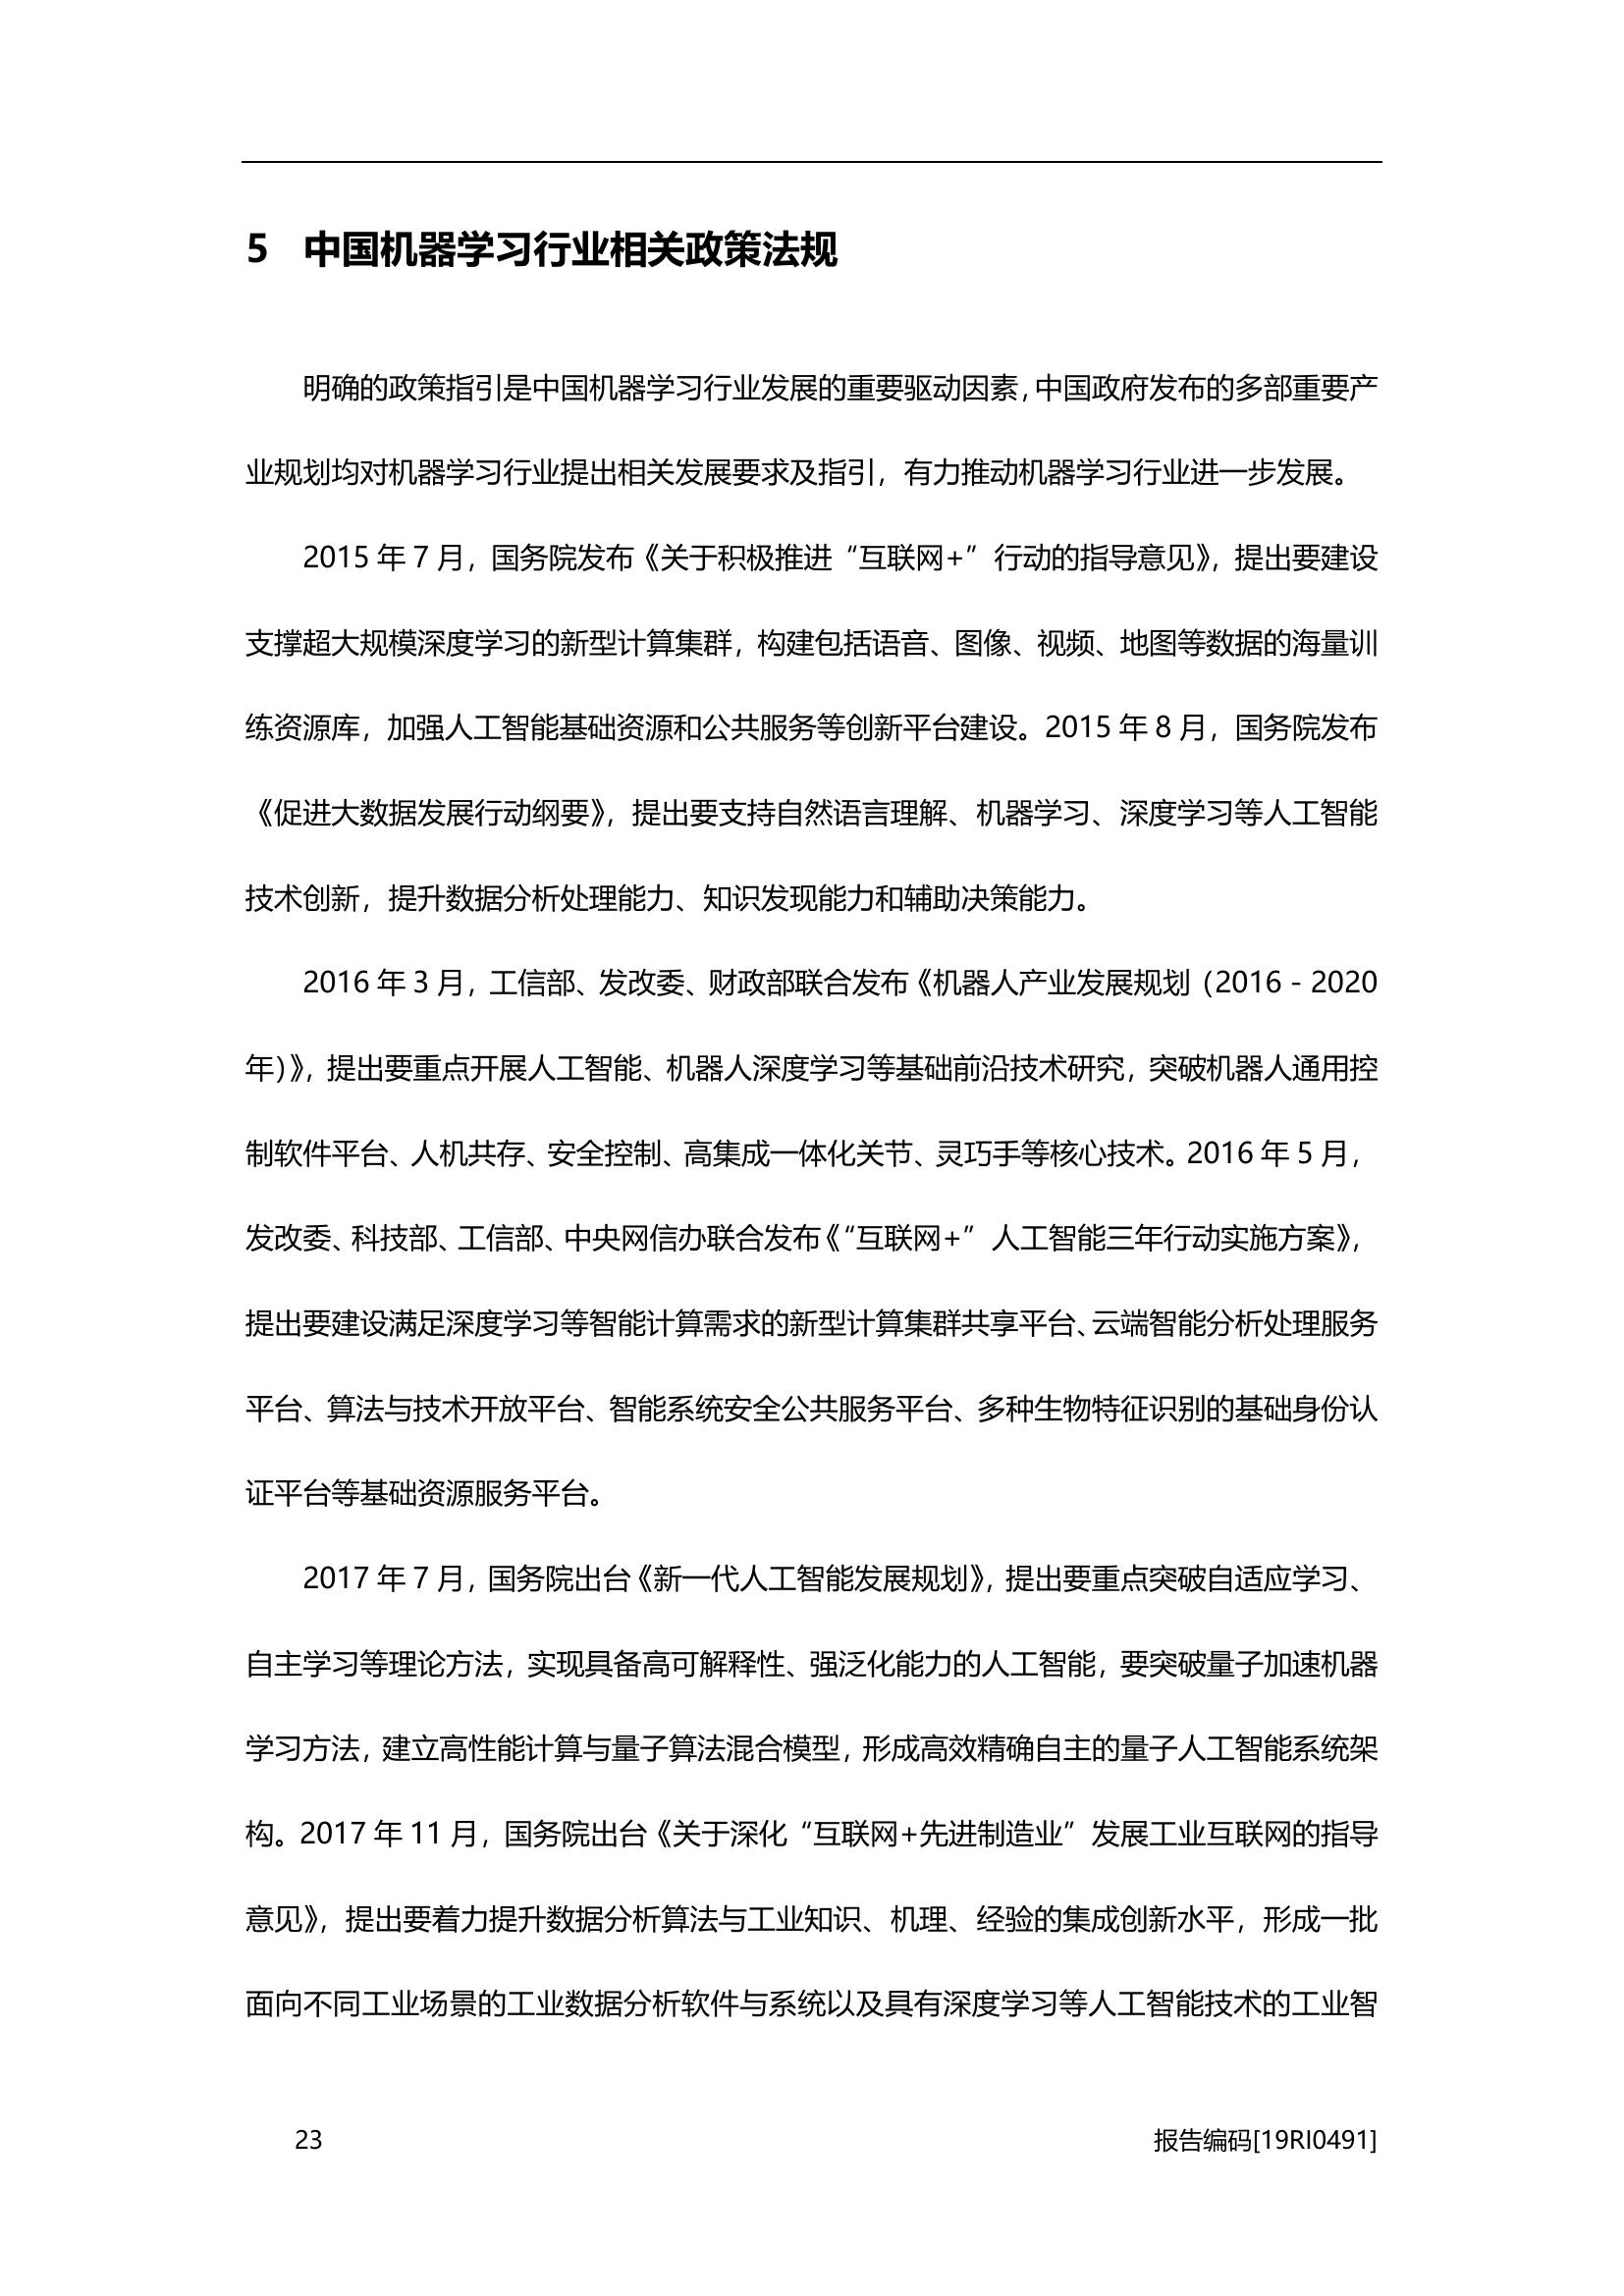 5 中国机器学习行业相关政策法规
明确的政策指引是中国机器学习行业发展的重要驱动因素，中国政府发布的多部重要产
业规划均对机器学习行业提出相关发展要求及指引，有力推动机器学习行业进一步发展。
2015 年 7 月，国务院发布《关于积极推进“互联网+”行动的指导意见》，提出要建设
支撑超大规模深度学习的新型计算集群，构建包括语音、图像、视频、地图等数据的海量训
练资源库，加强人工智能基础资源和公共服务等创新平台建设。2015 年 8 月，国务院发布
《促进大数据发展行动纲要》，提出要支持自然语言理解、机器学习、深度学习等人工智能
技术创新，提升数据分析处理能力、知识发现能力和辅助决策能力。
2016 年 3 月，工信部、发改委、财政部联合发布《机器人产业发展规划（2016－2020
年）》，提出要重点开展人工智能、机器人深度学习等基础前沿技术研究，突破机器人通用控
制软件平台、人机共存、安全控制、高集成一体化关节、灵巧手等核心技术。2016 年 5 月，
发改委、科技部、工信部、中央网信办联合发布《“互联网+”人工智能三年行动实施方案》，
提出要建设满足深度学习等智能计算需求的新型计算集群共享平台、云端智能分析处理服务
平台、算法与技术开放平台、智能系统安全公共服务平台、多种生物特征识别的基础身份认
证平台等基础资源服务平台。
2017 年 7 月，国务院出台《新一代人工智能发展规划》，提出要重点突破自适应学习、
自主学习等理论方法，实现具备高可解释性、强泛化能力的人工智能，要突破量子加速机器
学习方法，建立高性能计算与量子算法混合模型，形成高效精确自主的量子人工智能系统架
构。2017 年 11 月，国务院出台《关于深化“互联网+先进制造业”发展工业互联网的指导
意见》，提出要着力提升数据分析算法与工业知识、机理、经验的集成创新水平，形成一批
面向不同工业场景的工业数据分析软件与系统以及具有深度学习等人工智能技术的工业智
23 报告编码[19RI0491]